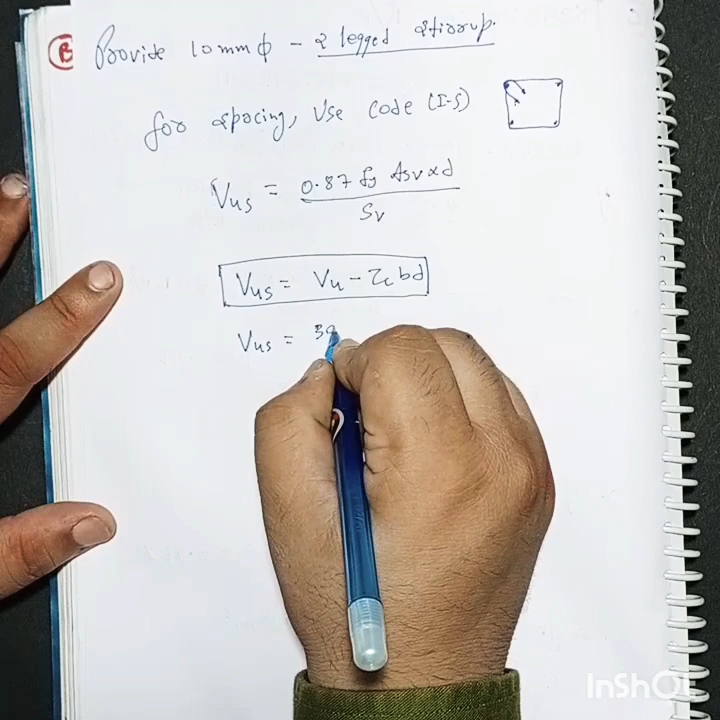 B Provide 10mm ϕ - 2 legged stirrup.
for spacing, Use Code (I-S)
Vus = 0.87 fy Asv x d / Sv
Vus = Vu - τc bd
Vus =
InShOt